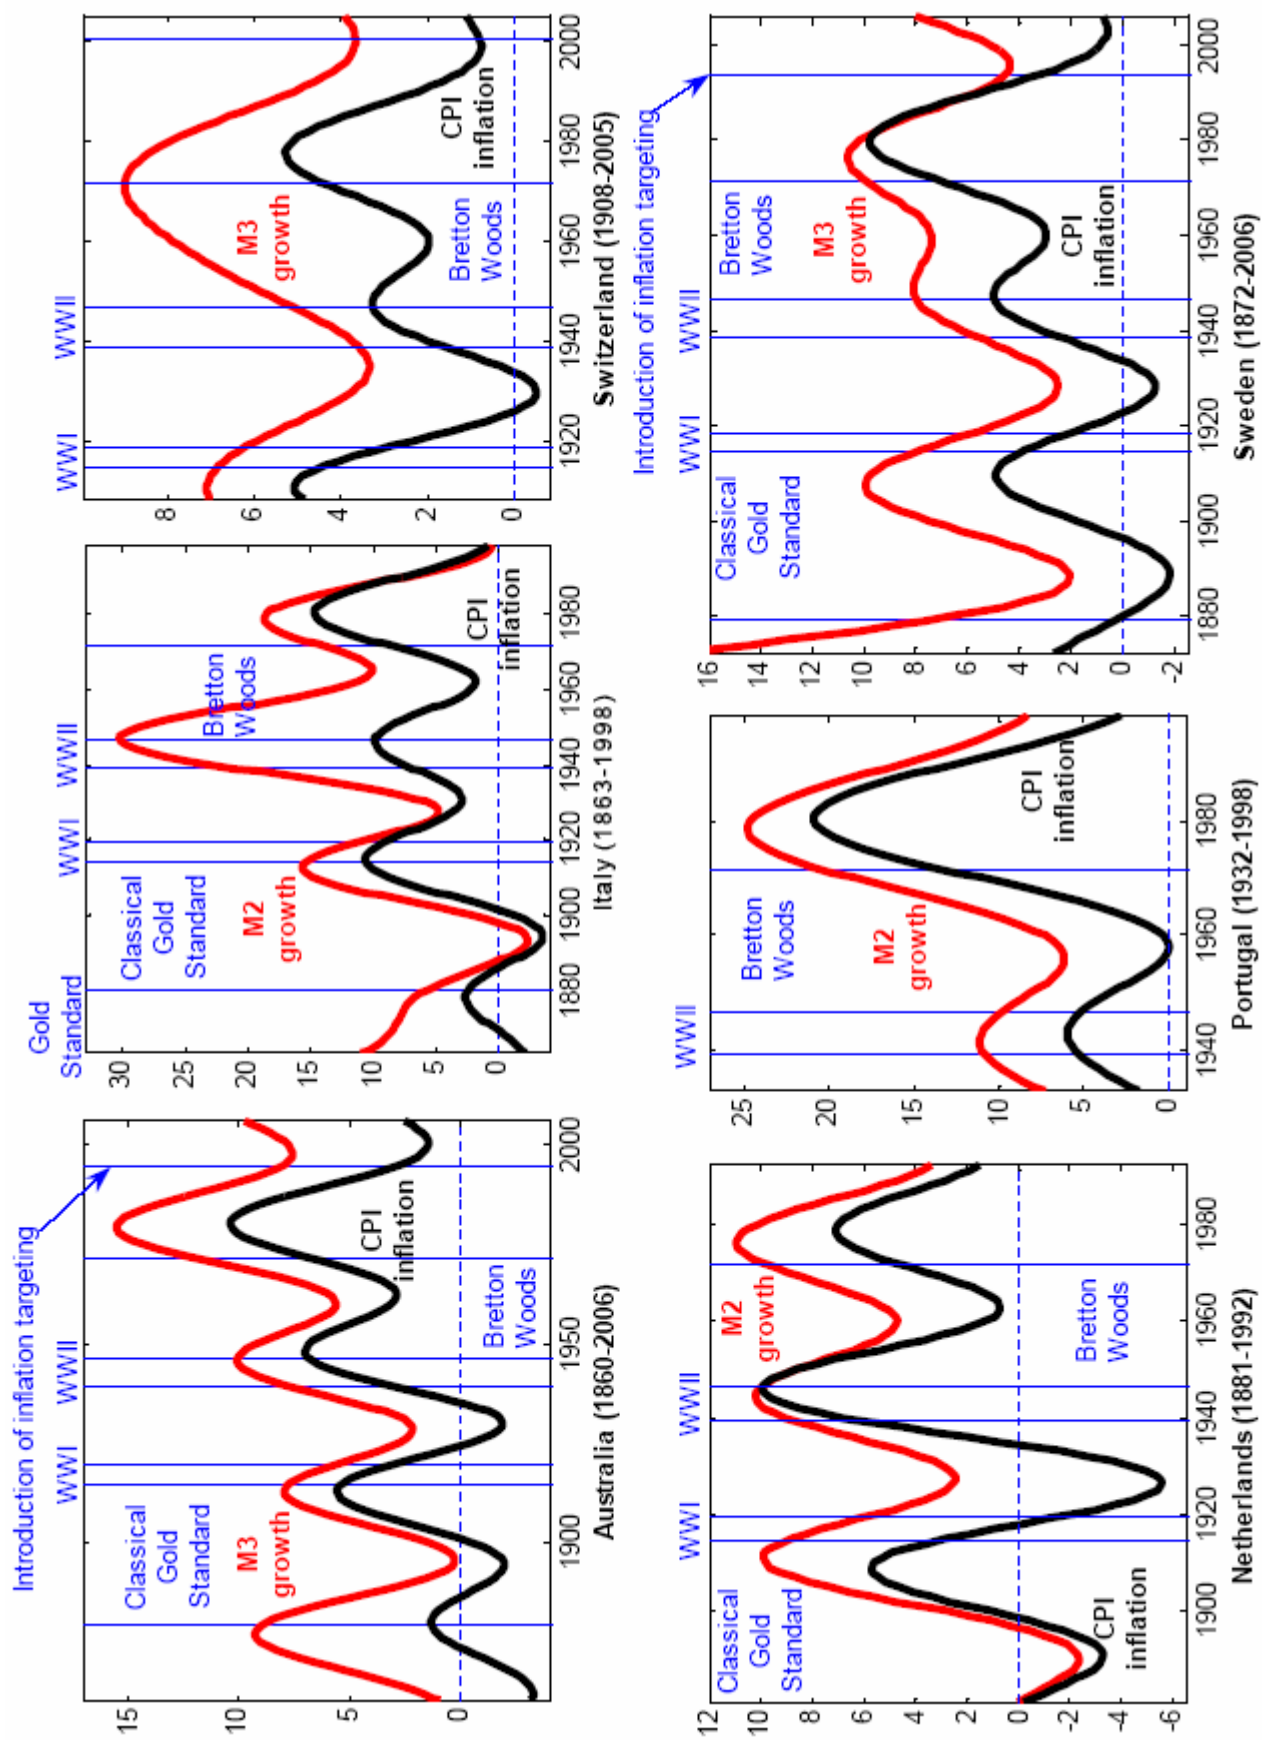 Introduction of inflation targeting
WWI
WWII
Classical
Gold
Standard
M3
growth
CPI
inflation
Bretton
Woods
15
10
5
0
1900
1950
2000
Australia (1860-2006)
Gold
Standard
WWI
WWII
Classical
Gold
Standard
M2
growth
Bretton
Woods
CPI
inflation
30
25
20
15
10
5
0
1880
1900
1920
1940
1960
1980
Italy (1863-1998)
WWI
WWII
M3
growth
Bretton
Woods
CPI
inflation
8
6
4
2
0
1920
1940
1960
1980
2000
Switzerland (1908-2005)
WWI
WWII
Classical
Gold
Standard
M2
growth
Bretton
Woods
CPI
inflation
12
10
8
6
4
2
0
-2
-4
-6
1900
1920
1940
1960
1980
Netherlands (1881-1992)
WWII
Bretton
Woods
M2
growth
CPI
inflation
25
20
15
10
5
0
1940
1960
1980
Portugal (1932-1998)
Introduction of inflation targeting
WWI
WWII
Classical
Gold
Standard
Bretton
Woods
M3
growth
CPI
inflation
16
14
12
10
8
6
4
2
0
-2
1880
1900
1920
1940
1960
1980
2000
Sweden (1872-2006)